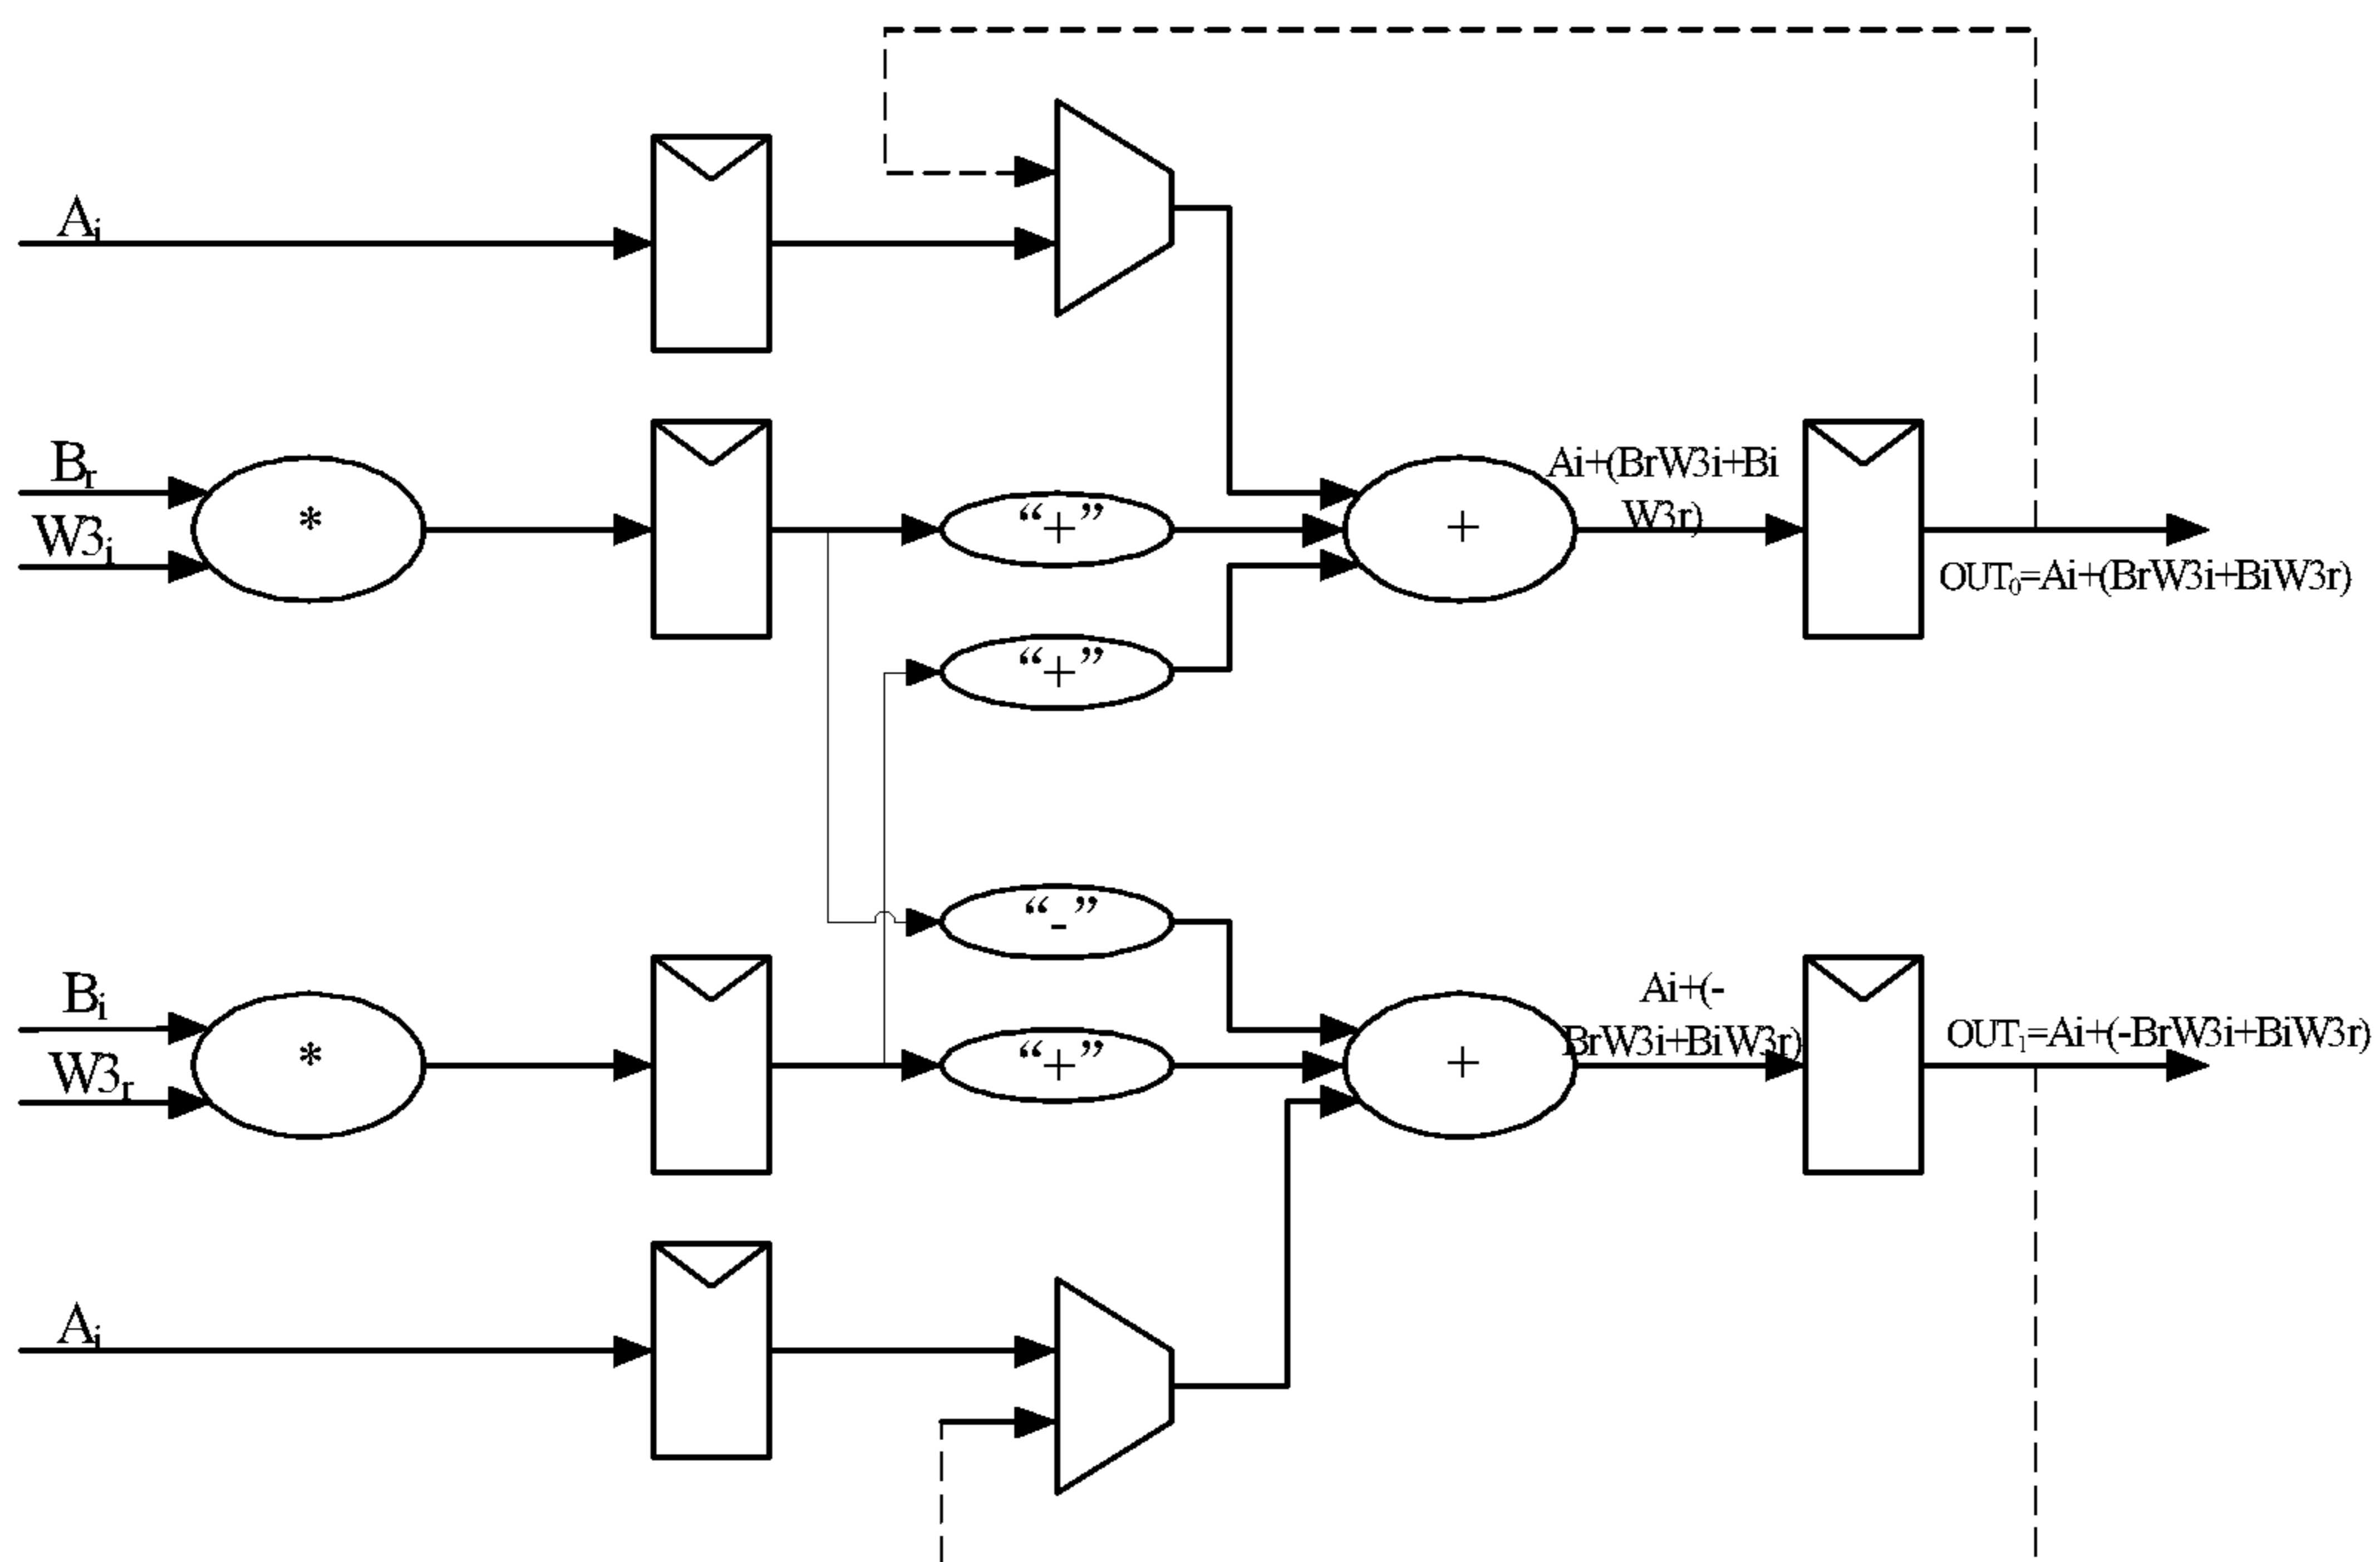 Ai
Br
W3i
*
“+”
+
Ai+(BrW3i+Bi
W3r)
OUT0=Ai+(BrW3i+BiW3r)
“+”
“-”
Bi
W3r
*
“+”
+
Ai+(-
BrW3i+BiW3r)
OUT1=Ai+(-BrW3i+BiW3r)
Ai